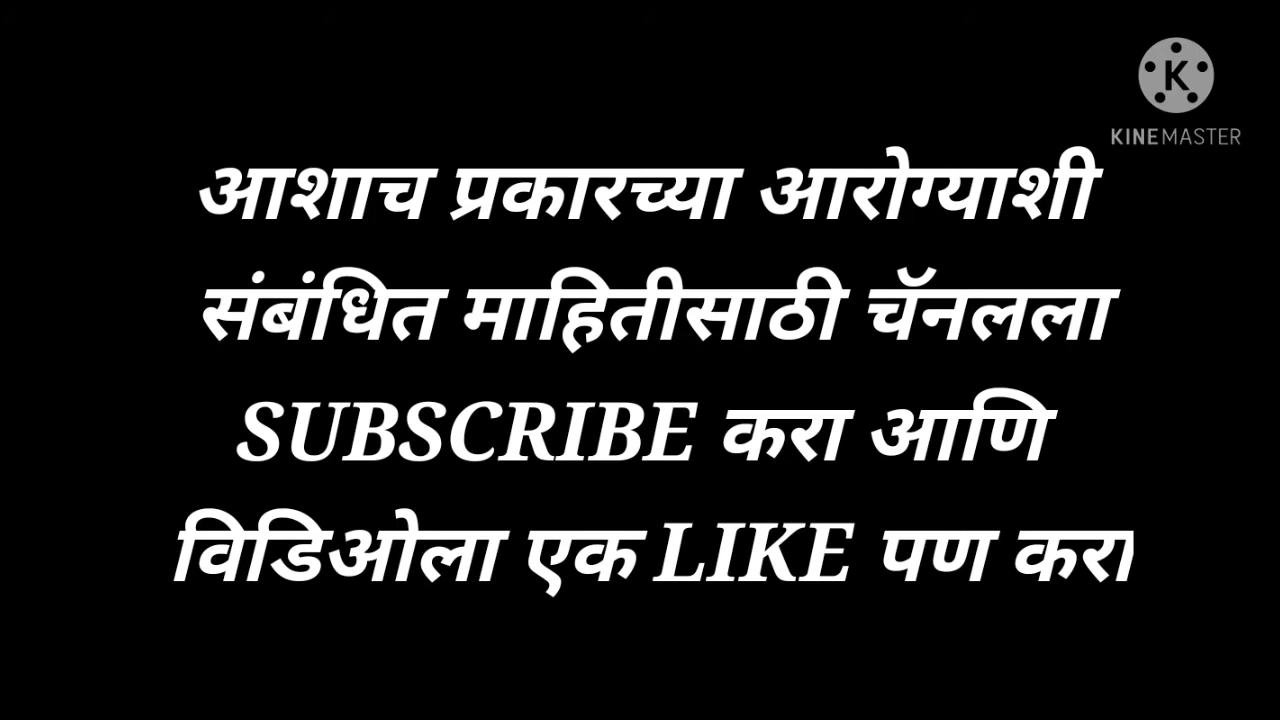 KINEMASTER
आशाच प्रकारच्या आरोग्याशी
संबंधित माहितीसाठी चॅनलला
SUBSCRIBE करा आणि
विडिओला एक LIKE पण करा